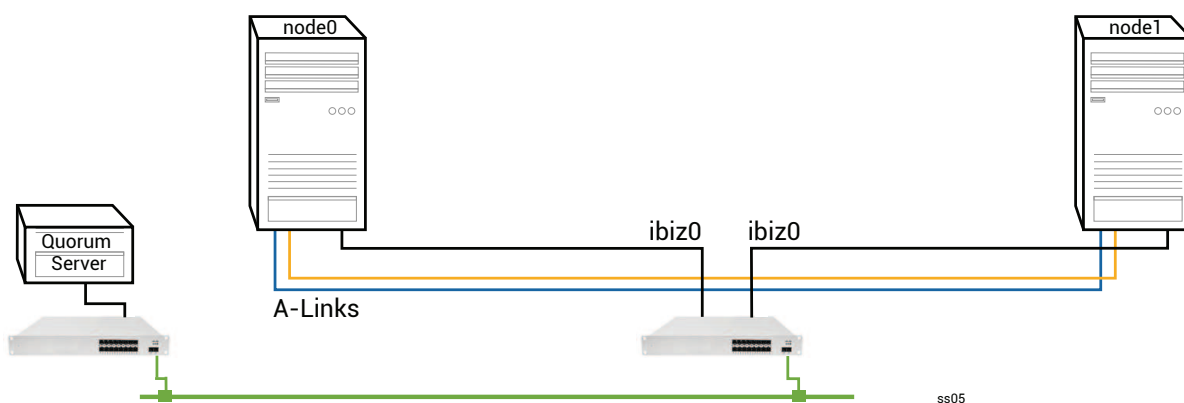 node0
node1
Quorum
Server
ibiz0
ibiz0
A-Links
ss05